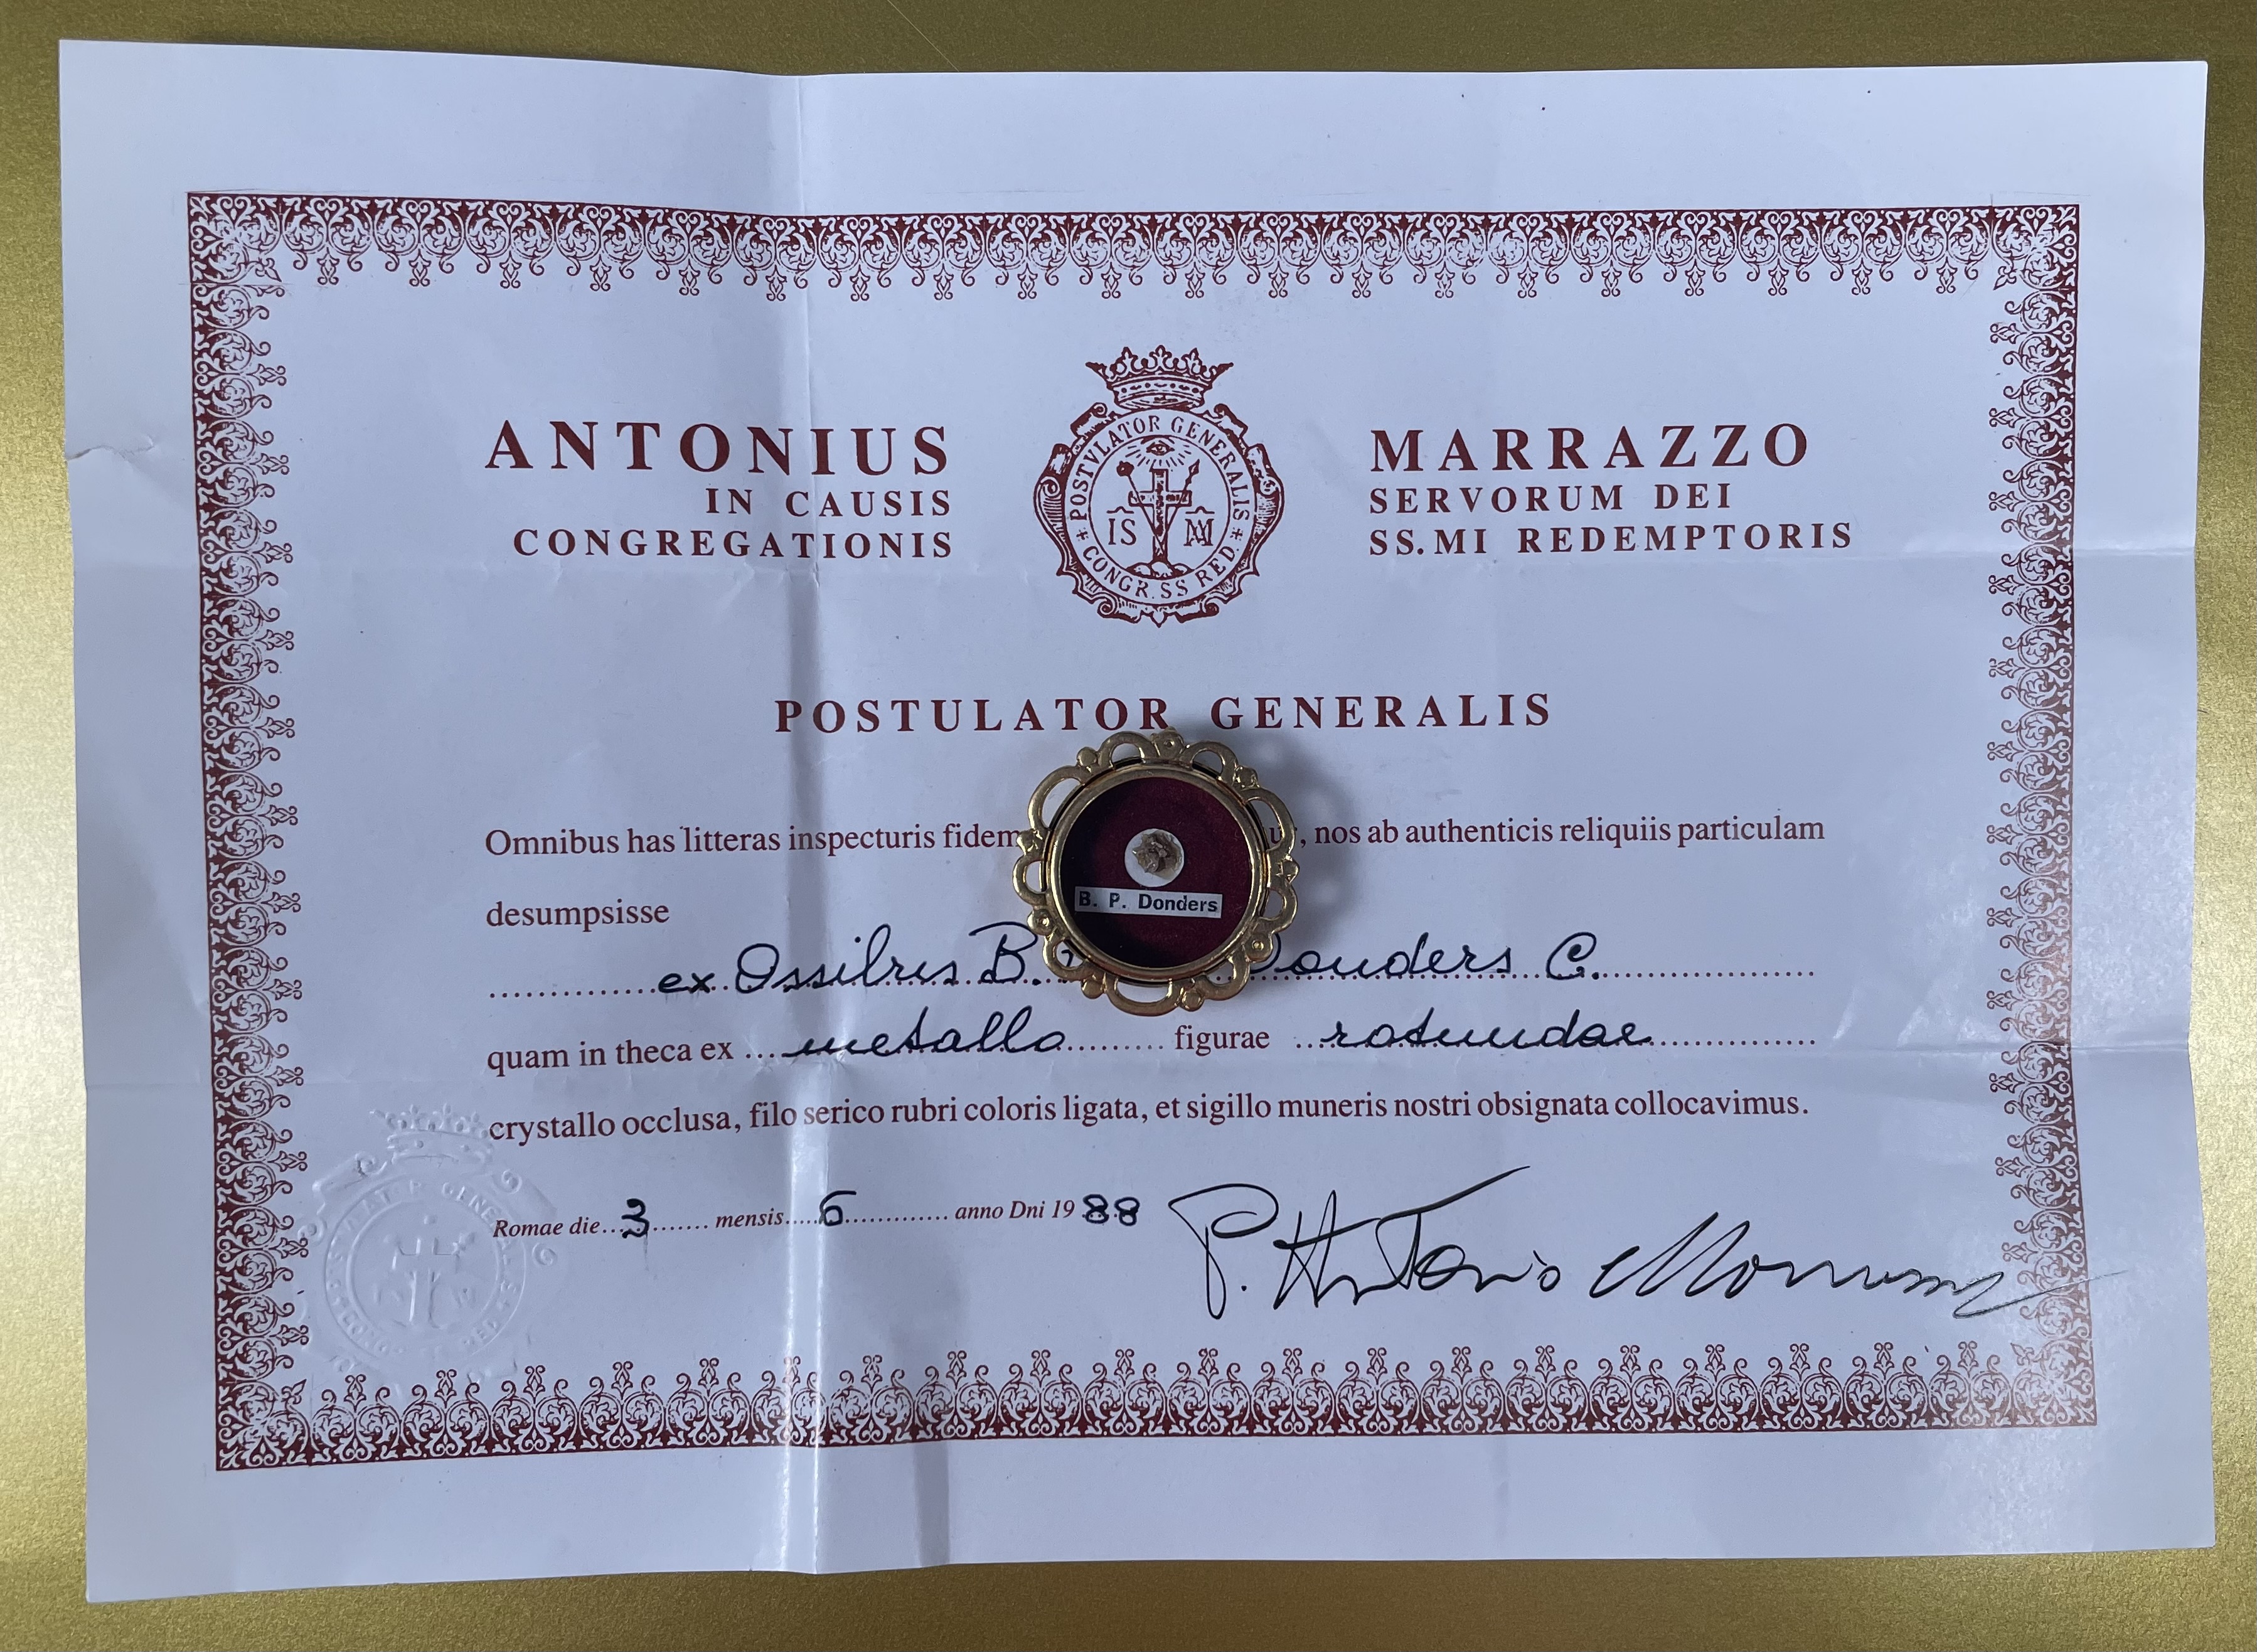 ANTONIUS MARRAZZO
IN CAUSIS SERVORUM DEI
CONGREGATIONIS SS.MI REDEMPTORIS
POSTVLATOR GENERALIS
IS
CONGR. SS RED.
POSTULATOR GENERALIS
Omnibus has litteras inspecturis fidem , nos ab authenticis reliquiis particulam
desumpsisse
B. P. Donders
ex Ossibus B. Donders C.
quam in theca ex metallo figurae rotundae
crystallo occlusa, filo serico rubri coloris ligata, et sigillo muneris nostri obsignata collocavimus.
Romae die 3 mensis 6 anno Dni 1988
P. Antonio Marrazzo